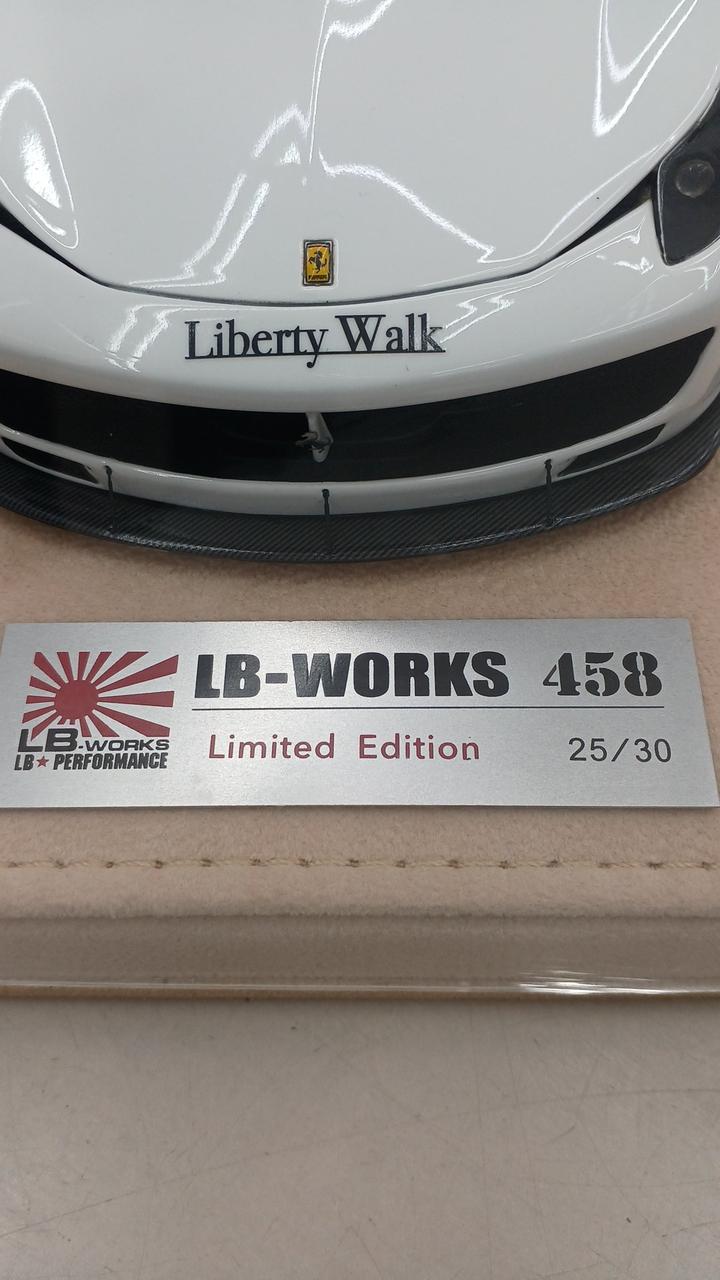 Liberty Walk
LB-WORKS 458
LB-WORKS
LB★PERFORMANCE
Limited Edition 25/30